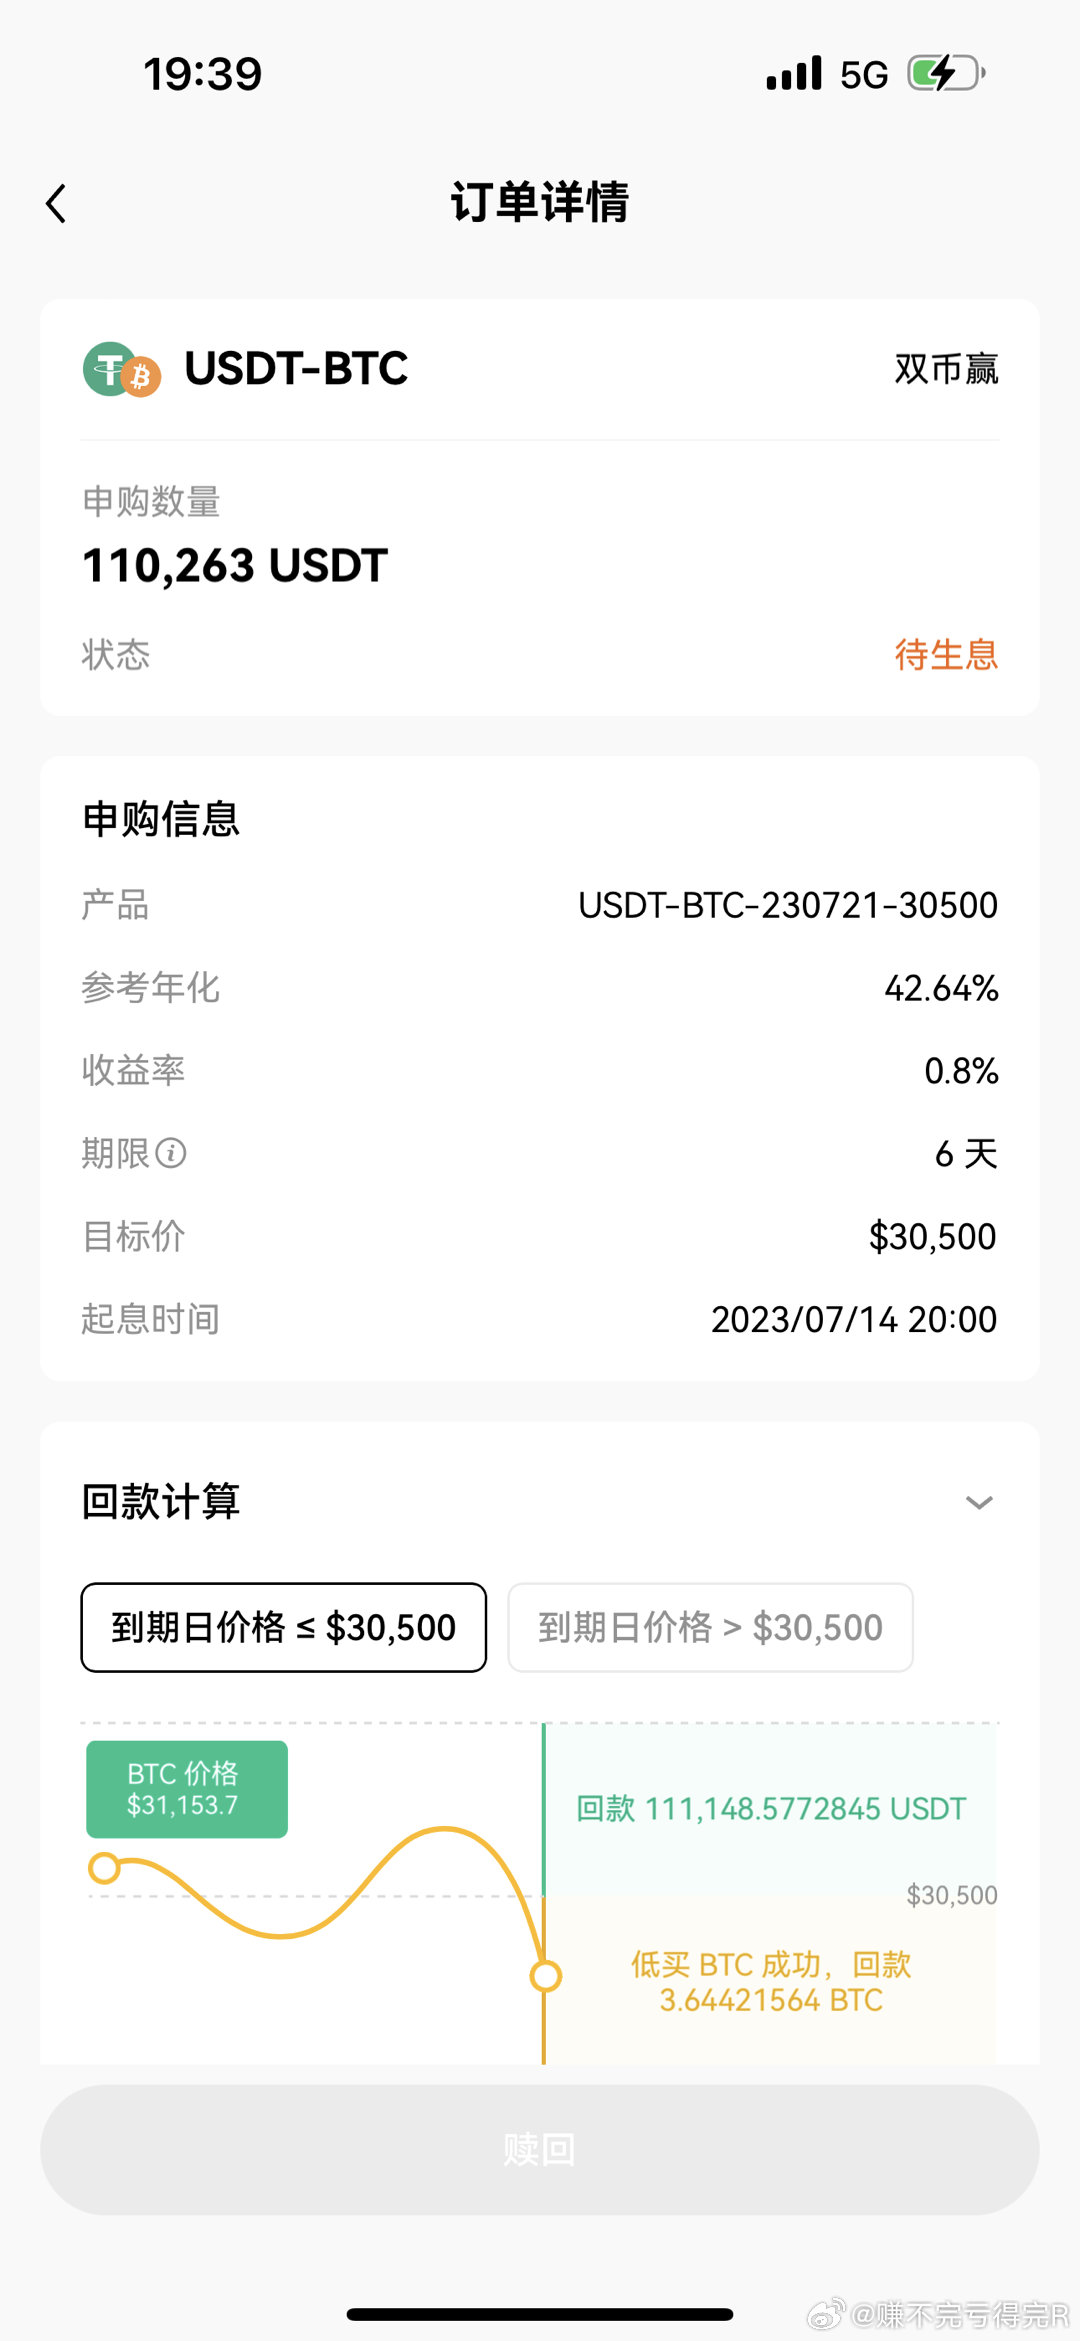 19:39
5G
订单详情
USDT-BTC
双币赢
申购数量
110,263 USDT
状态
待生息
申购信息
产品
USDT-BTC-230721-30500
参考年化
42.64%
收益率
0.8%
期限
6 天
目标价
$30,500
起息时间
2023/07/14 20:00
回款计算
到期日价格 ≤ $30,500
到期日价格 > $30,500
BTC 价格
$31,153.7
回款 111,148.5772845 USDT
$30,500
低买 BTC 成功，回款
3.64421564 BTC
赎回
@赚不完亏得完R